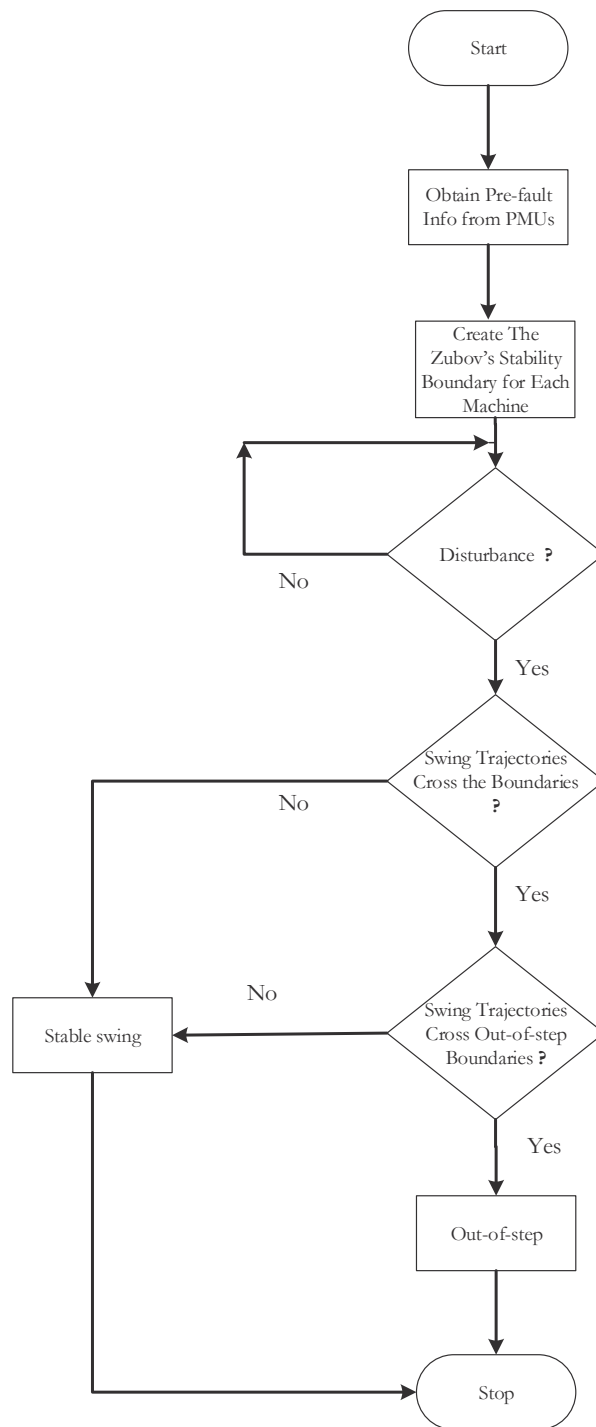 Start
Obtain Pre-fault
Info from PMUs
Create The
Zubov's Stability
Boundary for Each
Machine
Disturbance ?
No
Yes
Swing Trajectories
Cross the Boundaries
?
No
Yes
Swing Trajectories
Cross Out-of-step
Boundaries ?
No
Stable swing
Yes
Out-of-step
Stop